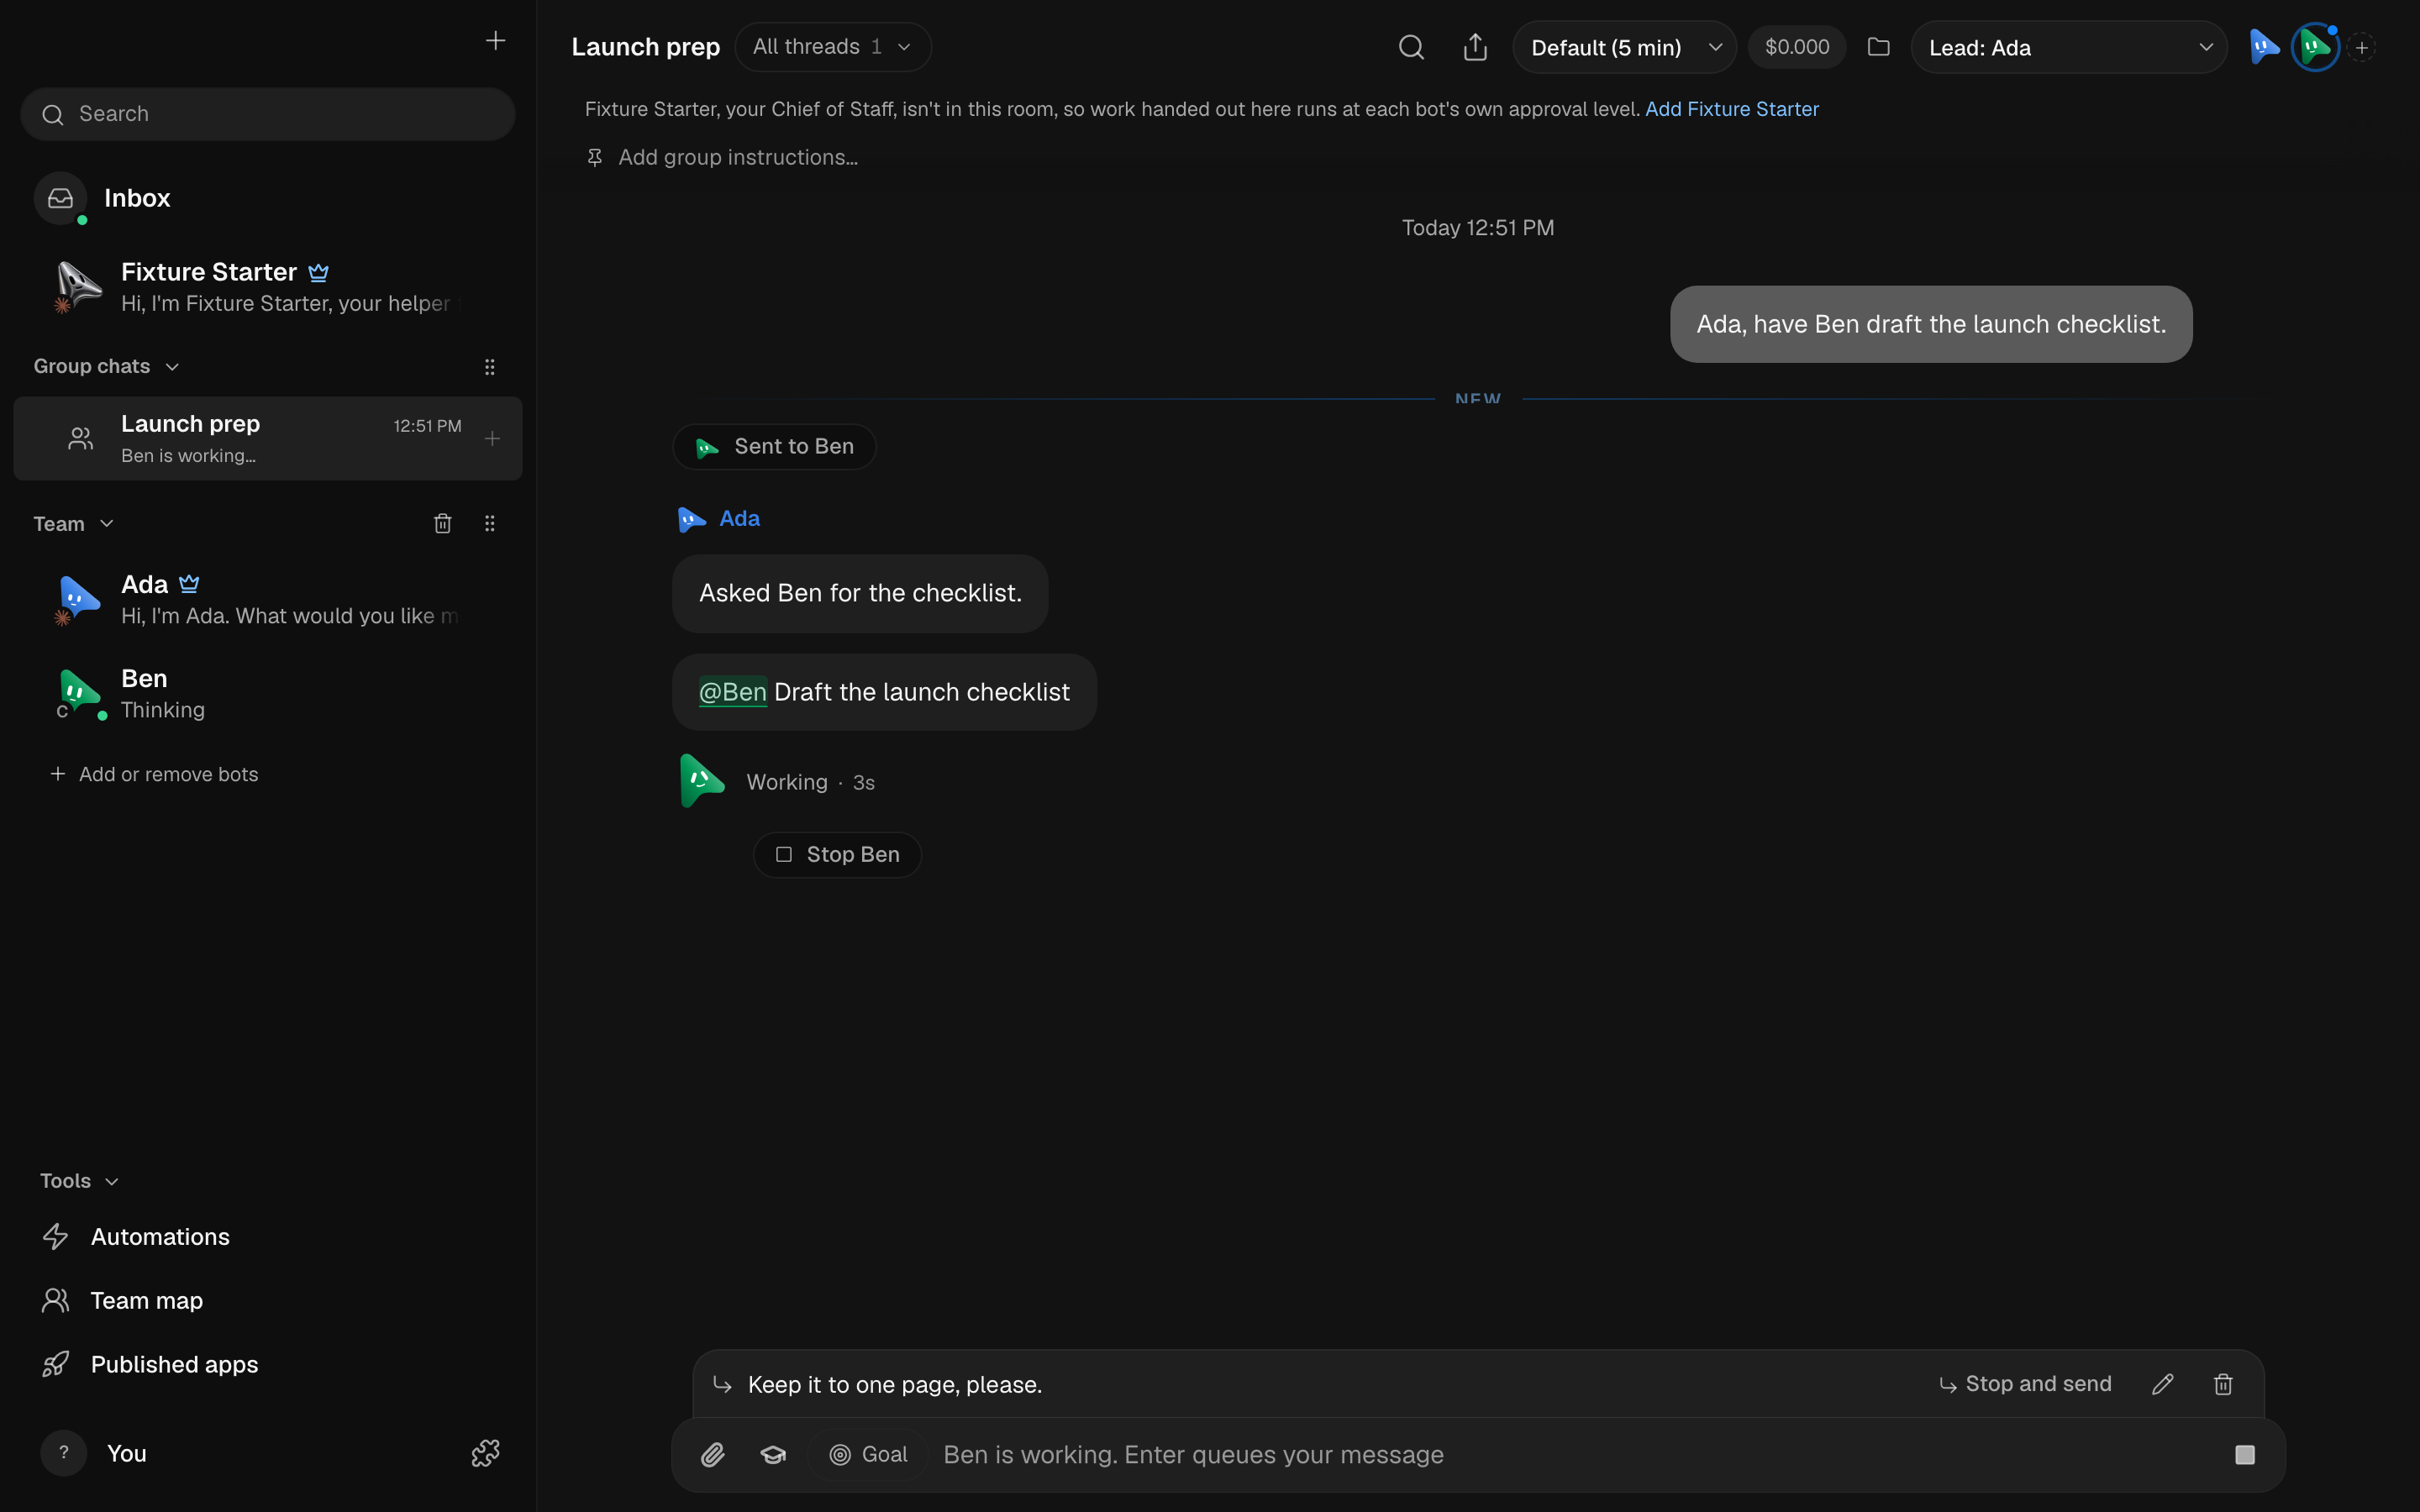 Search
Inbox
Fixture Starter
Hi, I'm Fixture Starter, your helper
Group chats
Launch prep
12:51 PM
Ben is working...
Team
Ada
Hi, I'm Ada. What would you like m
Ben
C
Thinking
Add or remove bots
Tools
Automations
Team map
Published apps
?
You
Launch prep
All threads 1
Default (5 min)
$0.000
Lead: Ada
Fixture Starter, your Chief of Staff, isn't in this room, so work handed out here runs at each bot's own approval level. Add Fixture Starter
Add group instructions...
Today 12:51 PM
Ada, have Ben draft the launch checklist.
NEW
Sent to Ben
Ada
Asked Ben for the checklist.
@Ben Draft the launch checklist
Working · 3s
Stop Ben
Keep it to one page, please.
Stop and send
Goal
Ben is working. Enter queues your message